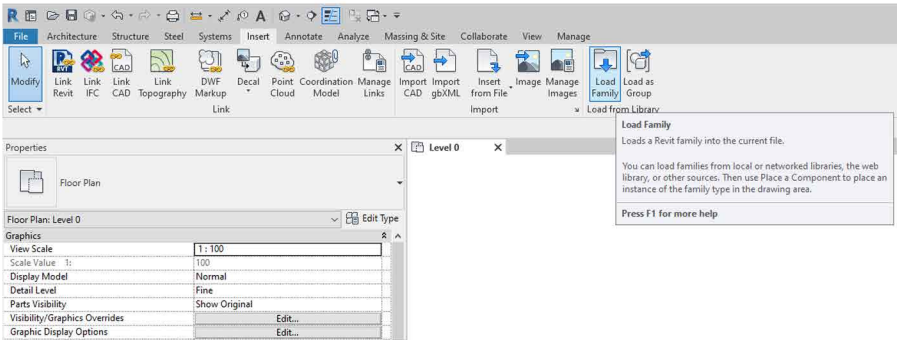 File Architecture Structure Steel Systems Insert Annotate Analyze Massing & Site Collaborate View Manage
Modify
Link Revit
Link IFC
Link CAD
Link Topography
DWF Markup
Decal
Point Cloud
Coordination Model
Manage Links
Import CAD
Import gbXML
Insert from File
Image
Manage Images
Load Family
Load as Group
Select Link Import Load from Library
Load Family
Loads a Revit family into the current file.
You can load families from local or networked libraries, the web
library, or other sources. Then use Place a Component to place an
instance of the family type in the drawing area.
Press F1 for more help
Properties
Level 0
Floor Plan
Floor Plan: Level 0 Edit Type
Graphics
View Scale 1 : 100
Scale Value 1: 100
Display Model Normal
Detail Level Fine
Parts Visibility Show Original
Visibility/Graphics Overrides Edit...
Graphic Display Options Edit...